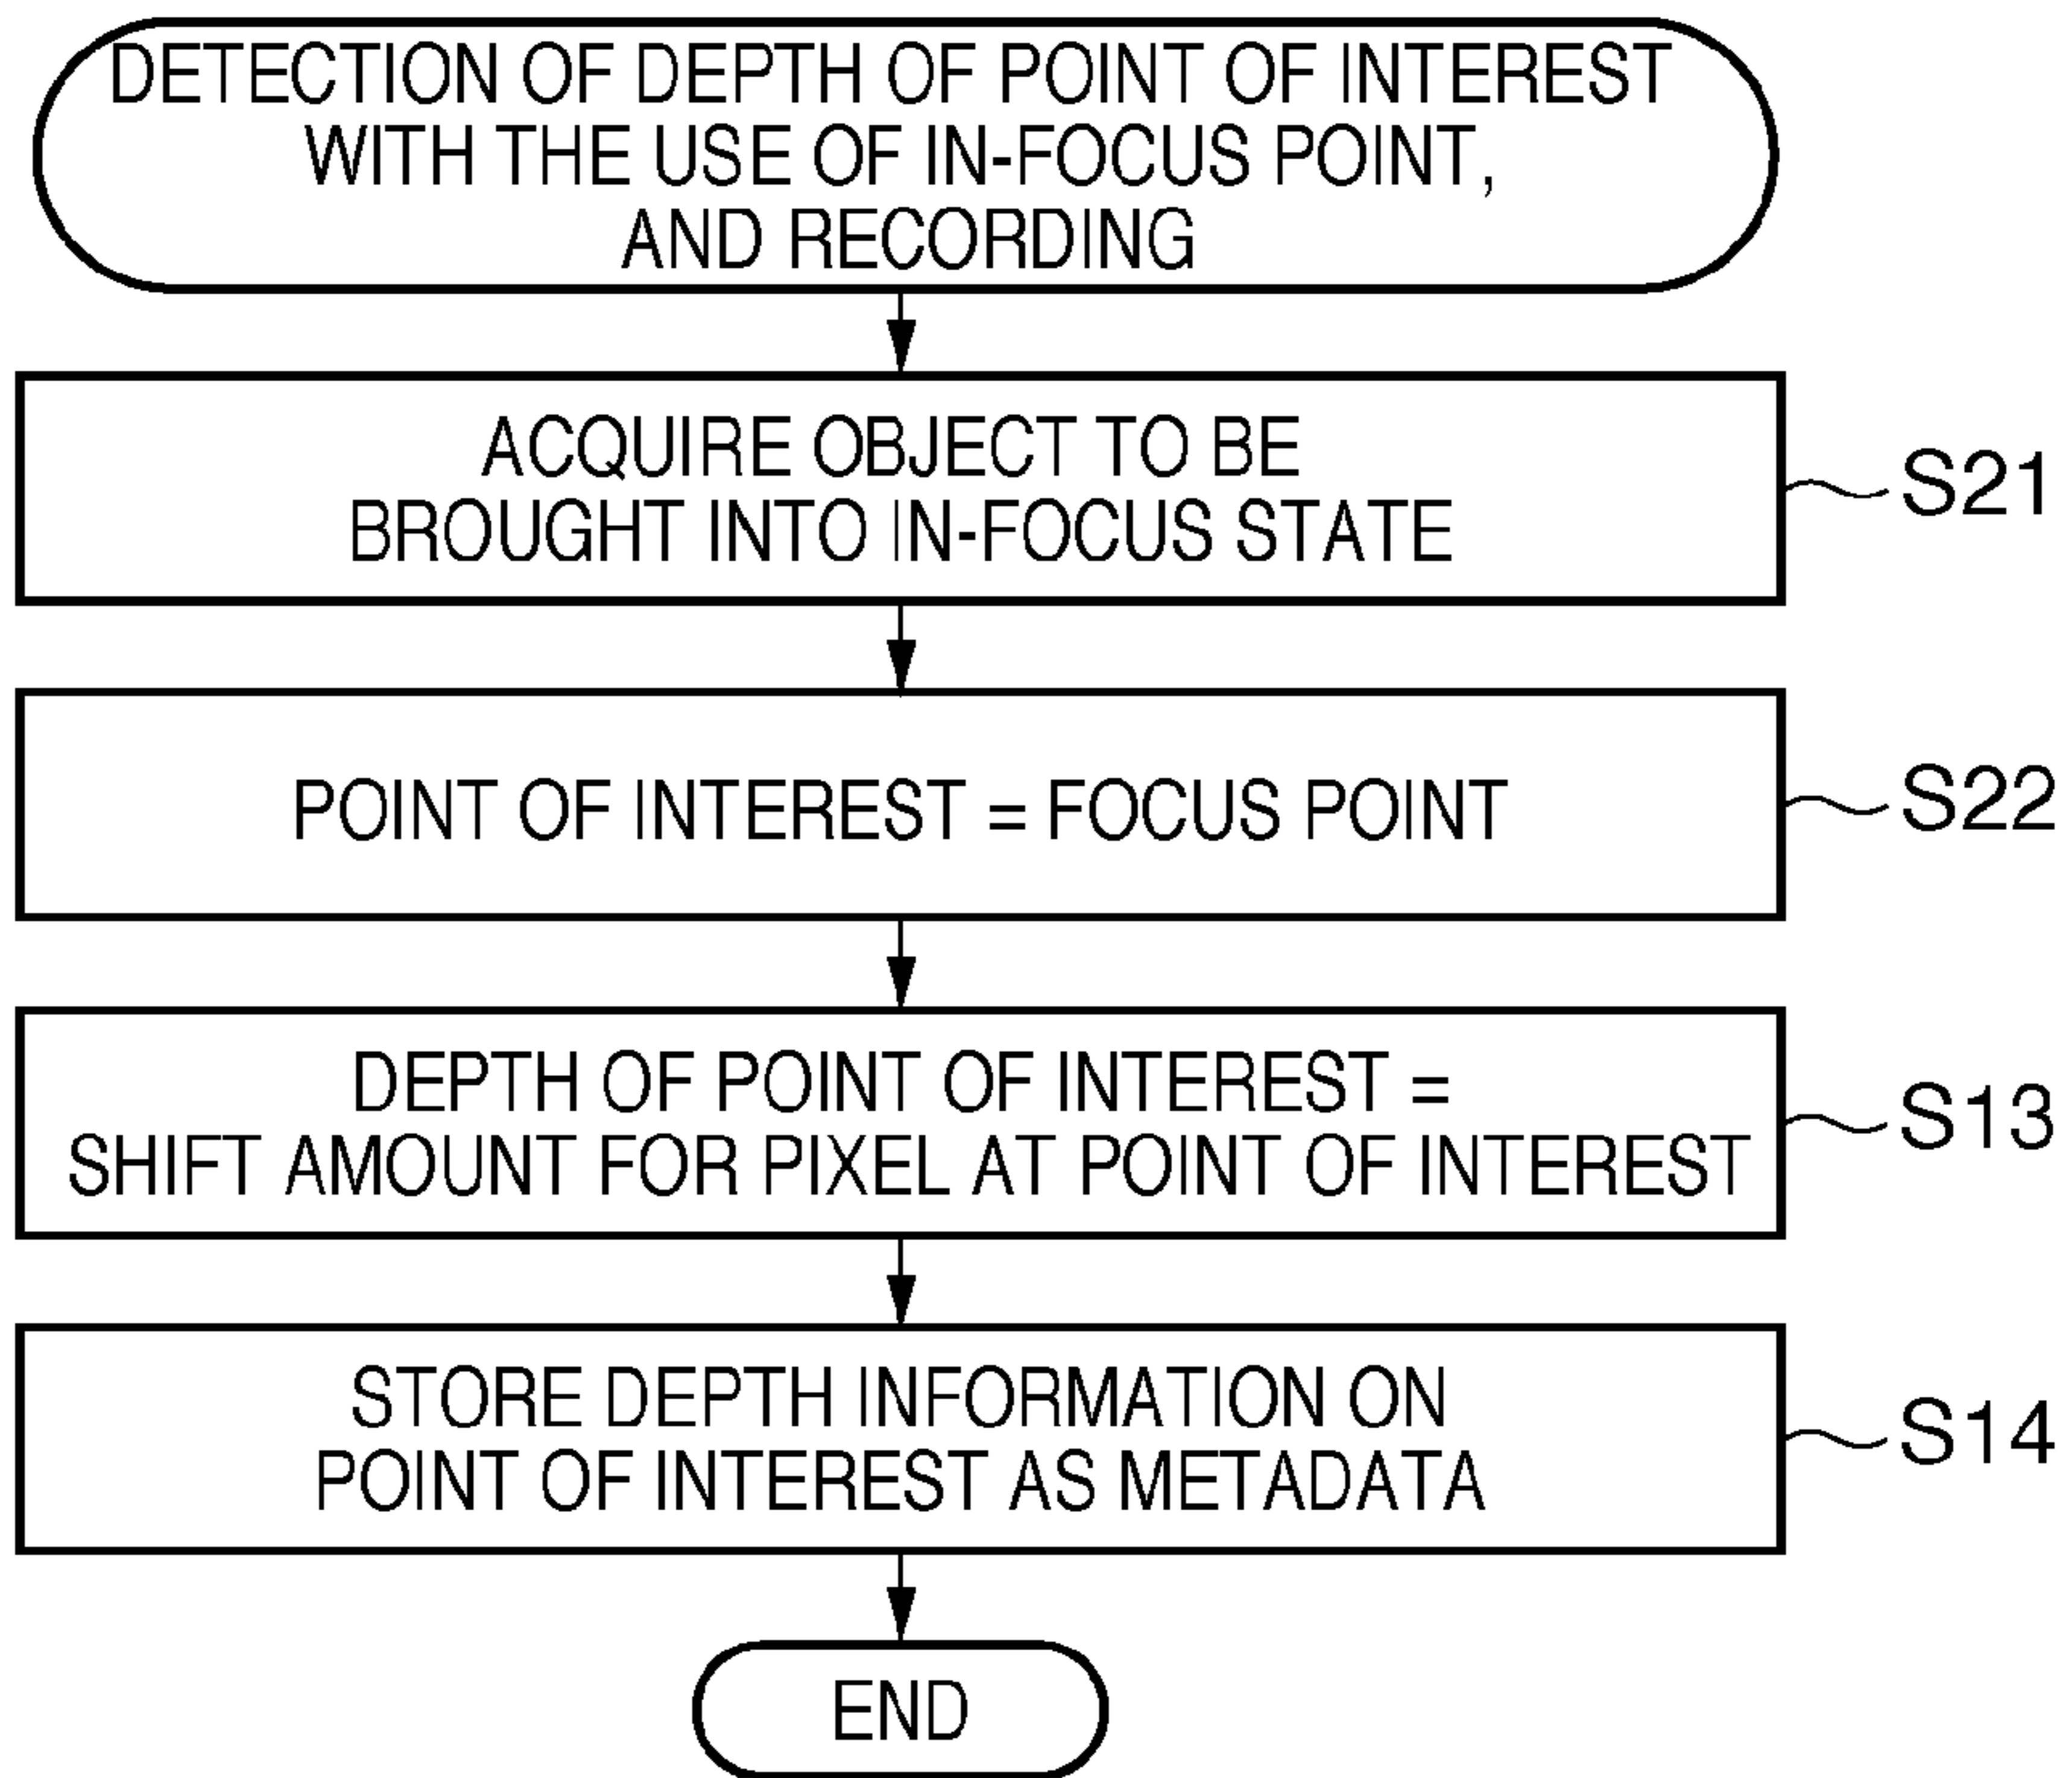 DETECTION OF DEPTH OF POINT OF INTEREST
WITH THE USE OF IN-FOCUS POINT,
AND RECORDING
ACQUIRE OBJECT TO BE
BROUGHT INTO IN-FOCUS STATE
S21
POINT OF INTEREST = FOCUS POINT
S22
DEPTH OF POINT OF INTEREST =
SHIFT AMOUNT FOR PIXEL AT POINT OF INTEREST
S13
STORE DEPTH INFORMATION ON
POINT OF INTEREST AS METADATA
S14
END